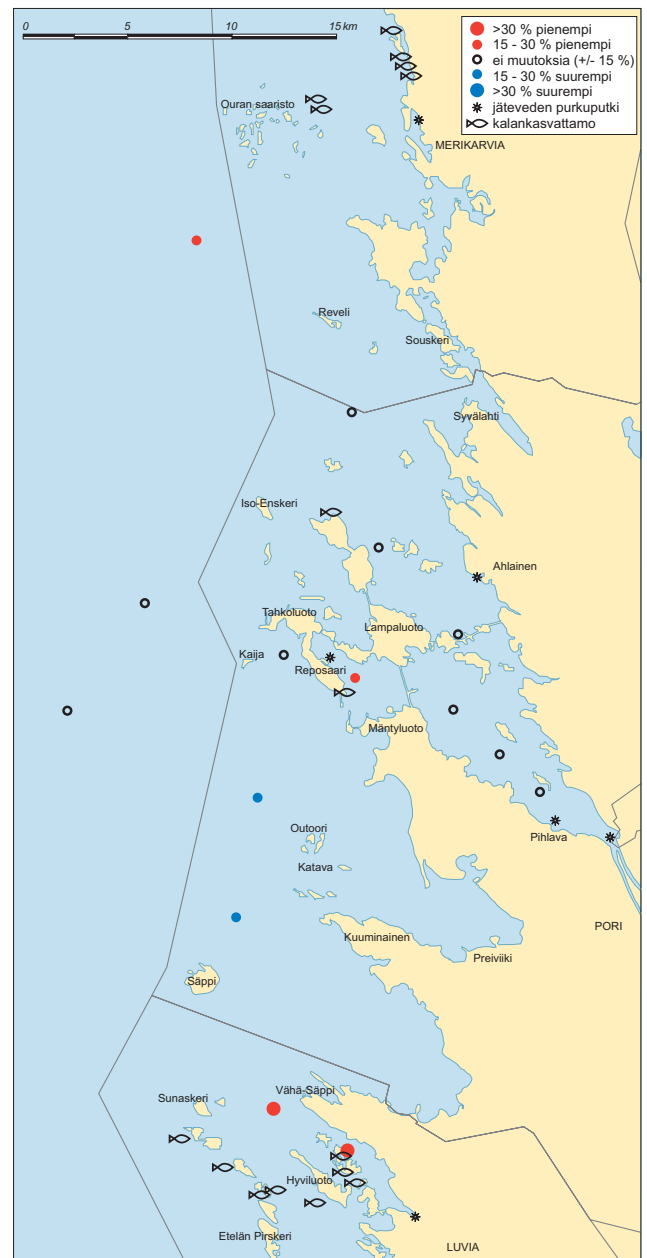 0 5 10 15 km
>30 % pienempi
15 - 30 % pienempi
ei muutoksia (+/- 15 %)
15 - 30 % suurempi
>30 % suurempi
jäteveden purkuputki
kalankasvattamo
Ouran saaristo
MERIKARVIA
Reveli
Souskeri
Syvälahti
Iso-Enskeri
Ahlainen
Tahkoluoto
Lampaluoto
Kaija
Reposaari
Mäntyluoto
Outoori
Pihlava
Katava
PORI
Kuuminainen
Preiviiki
Säppi
Vähä-Säppi
Sunaskeri
Hyviluoto
Etelän Pirskeri
LUVIA